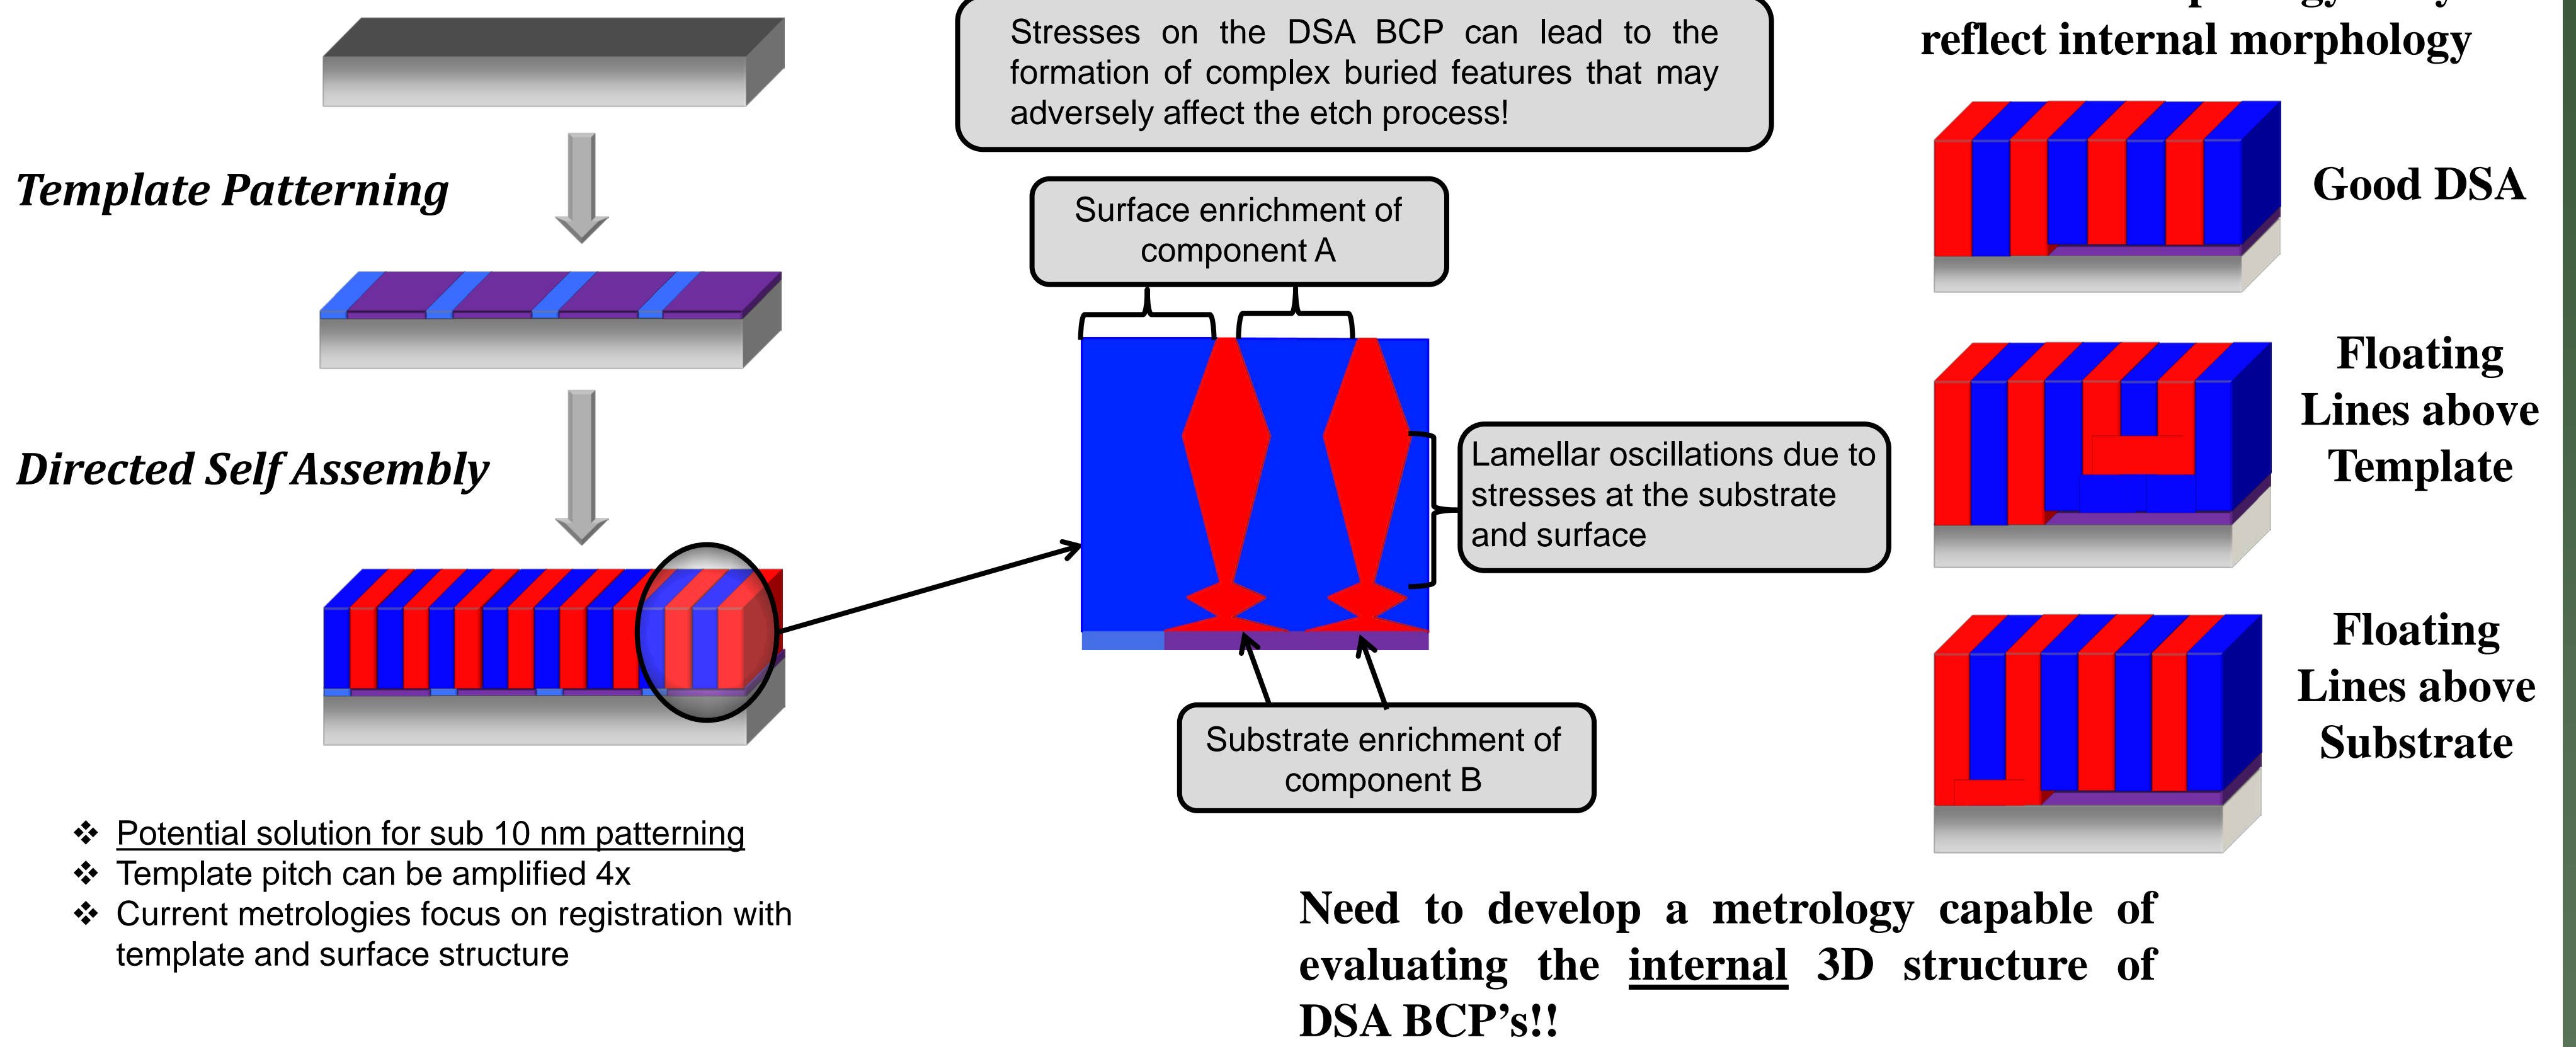 Template Patterning
Directed Self Assembly
❖ Potential solution for sub 10 nm patterning
❖ Template pitch can be amplified 4x
❖ Current metrologies focus on registration with
template and surface structure
Stresses on the DSA BCP can lead to the
formation of complex buried features that may
adversely affect the etch process!
Surface enrichment of
component A
Lamellar oscillations due to
stresses at the substrate
and surface
Substrate enrichment of
component B
reflect internal morphology
Good DSA
Floating
Lines above
Template
Floating
Lines above
Substrate
Need to develop a metrology capable of
evaluating the internal 3D structure of
DSA BCP's!!